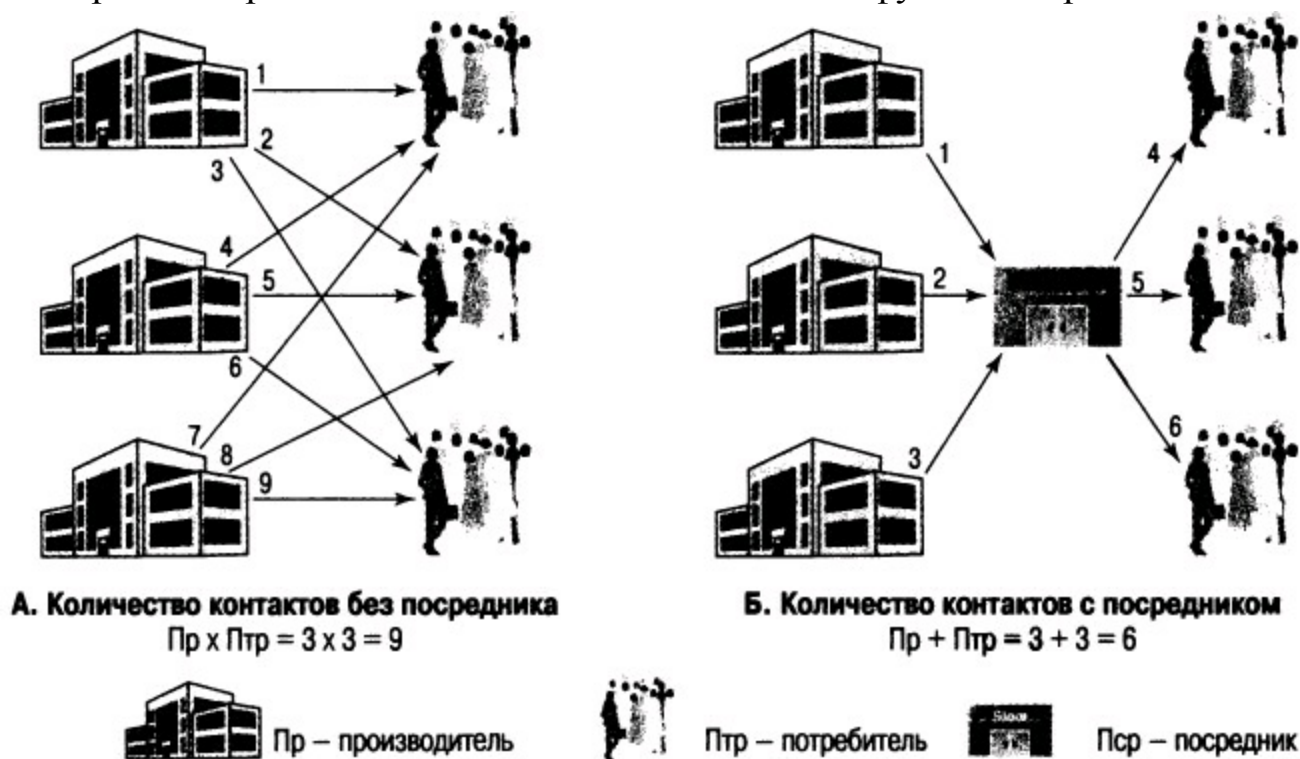 1
2
3
4
5
6
7
8
9
1
2
3
4
5
6
А. Количество контактов без посредника
Пр х Птр = 3 х 3 = 9
Б. Количество контактов с посредником
Пр + Птр = 3 + 3 = 6
Пр – производитель
Птр – потребитель
Пср – посредник